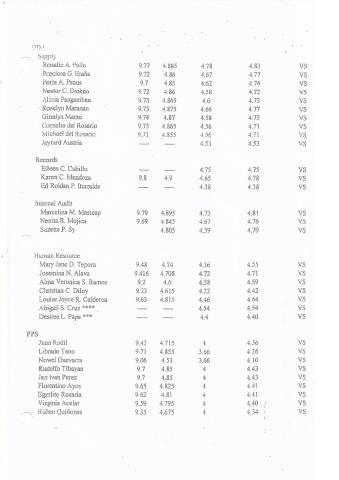 Supply
Rosalie A. Pollo 9.77 4.885 4.78 4.83 VS
Preciosa G. Eraña 9.72 4.86 4.67 4.77 VS
Perla A. Panus 9.7 4.85 4.62 4.74 VS
Nestor C. Diokno 9.72 4.86 4.58 4.72 VS
Alicia Panganiban 9.73 4.865 4.6 4.73 VS
Roselyn Maranan 9.75 4.875 4.66 4.77 VS
Ginalyn Maran 9.74 4.87 4.58 4.73 VS
Cornelio del Rosario 9.73 4.865 4.56 4.71 VS
Michael del Rosario 9.71 4.855 4.56 4.71 VS
Jaynard Austria ---- ---- 4.53 4.53 VS
Records
Eileen C. Cabillo ---- ---- 4.75 4.75 VS
Karen C. Mendoza 9.8 4.9 4.65 4.78 VS
Ed Roldan P. Iturralde ---- ---- 4.38 4.38 VS
Internal Audit
Marcelina M. Masicap 9.79 4.895 4.73 4.81 VS
Nenita R. Mojica 9.69 4.845 4.67 4.76 VS
Suzette P. Sy 4.805 4.59 4.70 VS
Human Resource
Mary Jane D. Tepora 9.48 4.74 4.36 4.55 VS
Josemina N. Alava 9.416 4.708 4.72 4.71 VS
Alma Veronica S. Ramos 9.2 4.6 4.58 4.59 VS
Christian C. Diloy 9.23 4.615 4.22 4.42 VS
Louise Joyce R. Calderon 9.63 4.815 4.46 4.64 VS
Abigail S. Cruz **** ---- ---- 4.54 4.54 VS
Desiree L. Papa *** ---- ---- 4.4 4.40 VS
PPS
Juan Rodil 9.42 4.715 4 4.36 VS
Librado Tano 9.71 4.855 3.66 4.26 VS
Nowel Guevarra 9.06 4.53 3.66 4.10 VS
Rudolfo Tibayan 9.7 4.85 4 4.43 VS
Jan Ivan Perez 9.7 4.85 4 4.43 VS
Florentino Ayos 9.65 4.825 4 4.41 VS
Egerlito Rosaria 9.62 4.81 4 4.41 VS
Virginia Acelar 9.59 4.795 4 4.40 VS
Ruben Quiñones 9.35 4.675 4 4.34 VS